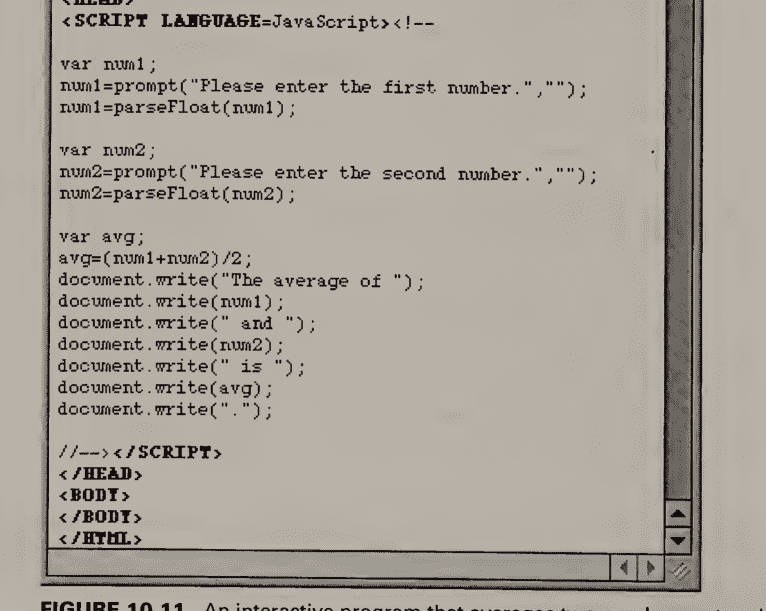 <HEAD>
<SCRIPT LANGUAGE=JavaScript><!--
var num1;
num1=prompt("Please enter the first number.","");
num1=parseFloat(num1);
var num2;
num2=prompt("Please enter the second number.","");
num2=parseFloat(num2);
var avg;
avg=(num1+num2)/2;
document.write("The average of ");
document.write(num1);
document.write(" and ");
document.write(num2);
document.write(" is ");
document.write(avg);
document.write(".");
//--></SCRIPT>
</HEAD>
<BODY>
</BODY>
</HTML>
FIGURE 10.11 An interactive program that averages